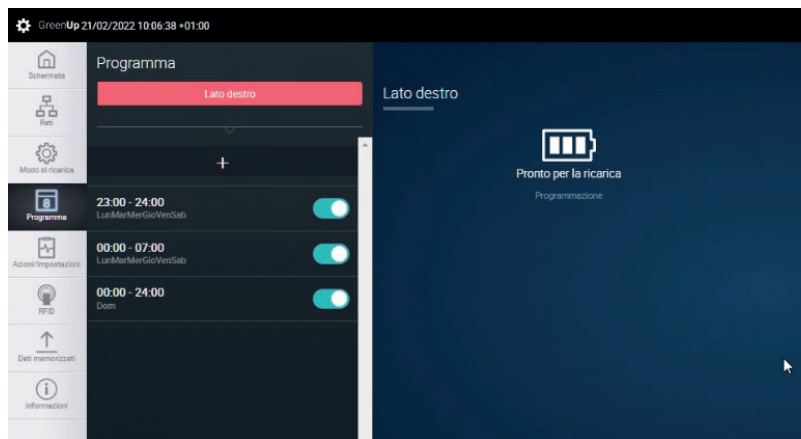 GreenUp 21/02/2022 10:06:38 +01:00
Schermata
Reti
Modo di ricarica
8
Programma
Azioni/Impostazioni
RFID
Dati memorizzati
Informazioni
Programma
Lato destro
+
23:00 - 24:00
LunMarMerGioVenSab
00:00 - 07:00
LunMarMerGioVenSab
00:00 - 24:00
Dom
Lato destro
Pronto per la ricarica
Programmazione